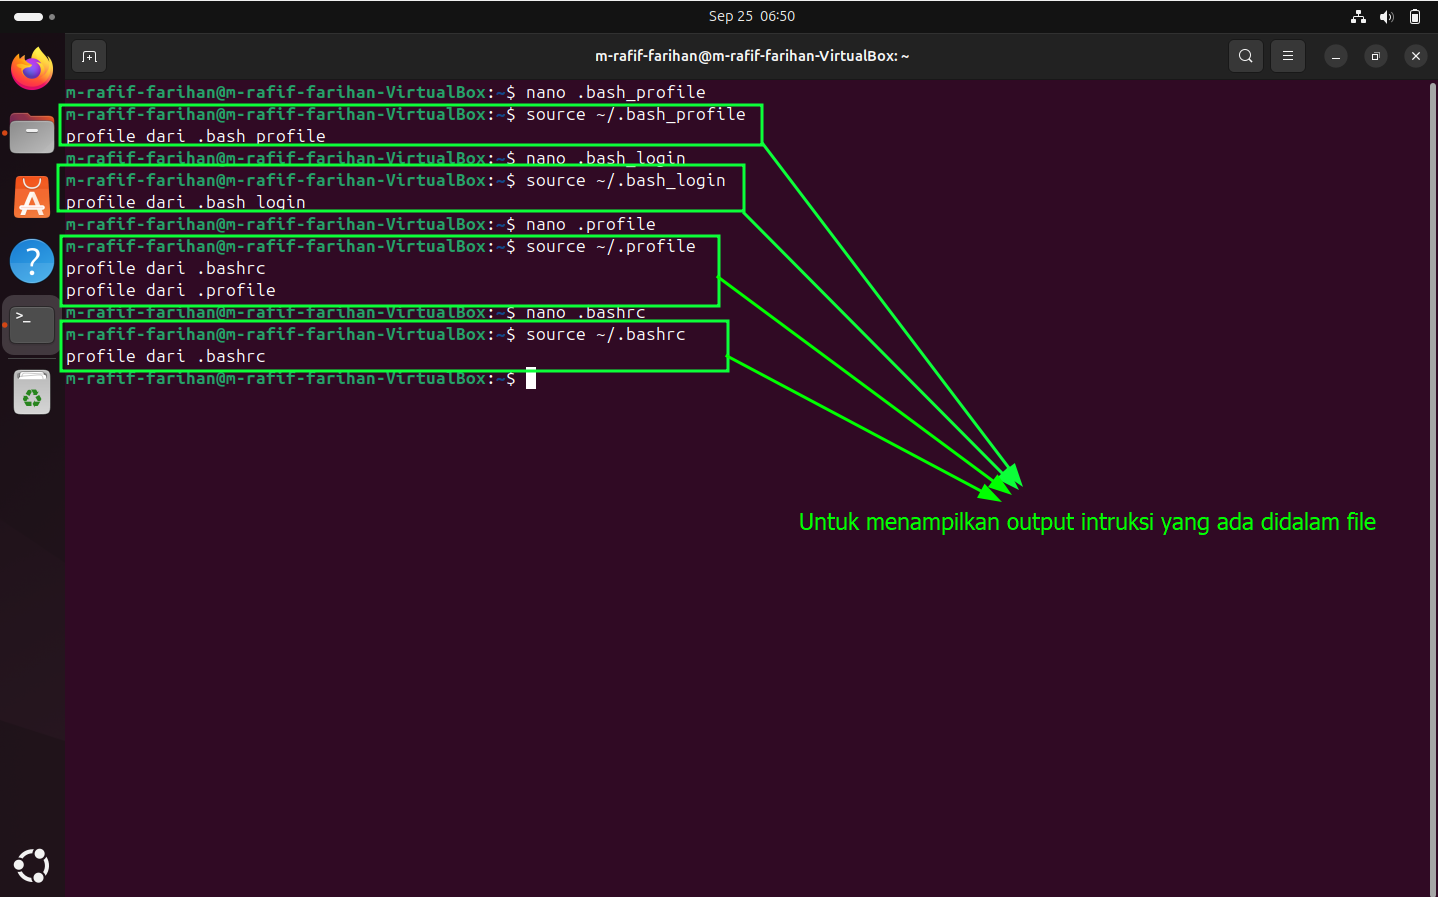 Sep 25 06:50
m-rafif-farihan@m-rafif-farihan-VirtualBox: ~
m-rafif-farihan@m-rafif-farihan-VirtualBox:~$ nano .bash_profile
m-rafif-farihan@m-rafif-farihan-VirtualBox:~$ source ~/.bash_profile
profile dari .bash_profile
m-rafif-farihan@m-rafif-farihan-VirtualBox:~$ nano .bash_login
m-rafif-farihan@m-rafif-farihan-VirtualBox:~$ source ~/.bash_login
profile dari .bash_login
m-rafif-farihan@m-rafif-farihan-VirtualBox:~$ nano .profile
m-rafif-farihan@m-rafif-farihan-VirtualBox:~$ source ~/.profile
profile dari .bashrc
profile dari .profile
m-rafif-farihan@m-rafif-farihan-VirtualBox:~$ nano .bashrc
m-rafif-farihan@m-rafif-farihan-VirtualBox:~$ source ~/.bashrc
profile dari .bashrc
m-rafif-farihan@m-rafif-farihan-VirtualBox:~$
Untuk menampilkan output intruksi yang ada didalam file